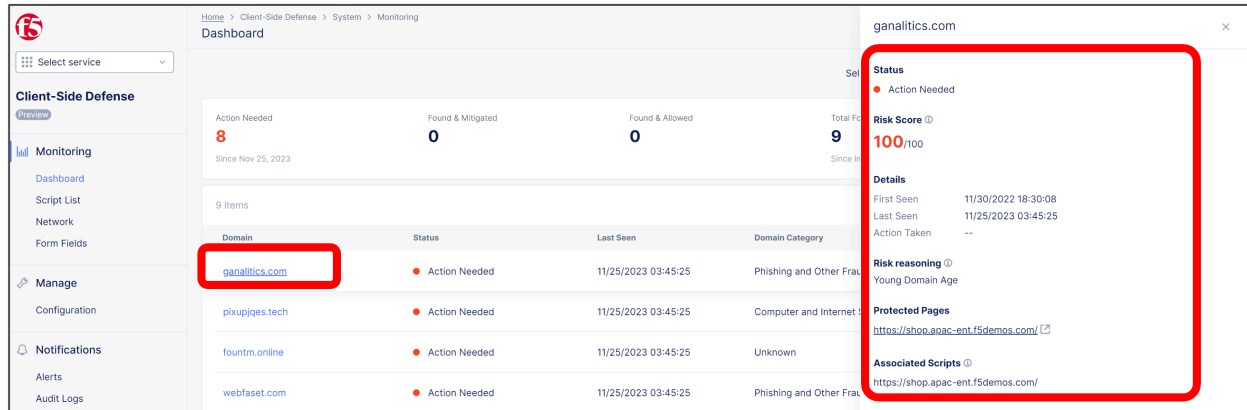 f5
Select service
Client-Side Defense
Preview
Monitoring
Dashboard
Script List
Network
Form Fields
Manage
Configuration
Notifications
Alerts
Audit Logs
Home > Client-Side Defense > System > Monitoring
Dashboard
Sel
Action Needed
8
Since Nov 25, 2023
Found & Mitigated
0
Found & Allowed
0
Total Fo
9
Since In
9 items
Domain Status Last Seen Domain Category
ganalitics.com Action Needed 11/25/2023 03:45:25 Phishing and Other Frau
pixupjqes.tech Action Needed 11/25/2023 03:45:25 Computer and Internet S
fountm.online Action Needed 11/25/2023 03:45:25 Unknown
webfaset.com Action Needed 11/25/2023 03:45:25 Phishing and Other Frau
ganalitics.com
Status
Action Needed
Risk Score
100/100
Details
First Seen 11/30/2022 18:30:08
Last Seen 11/25/2023 03:45:25
Action Taken --
Risk reasoning
Young Domain Age
Protected Pages
https://shop.apac-ent.f5demos.com/
Associated Scripts
https://shop.apac-ent.f5demos.com/